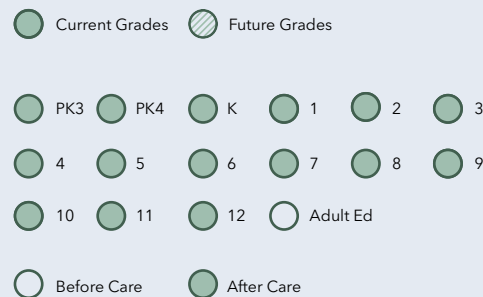 Current Grades Future Grades
PK3 PK4 K 1 2 3
4 5 6 7 8 9
10 11 12 Adult Ed
Before Care After Care